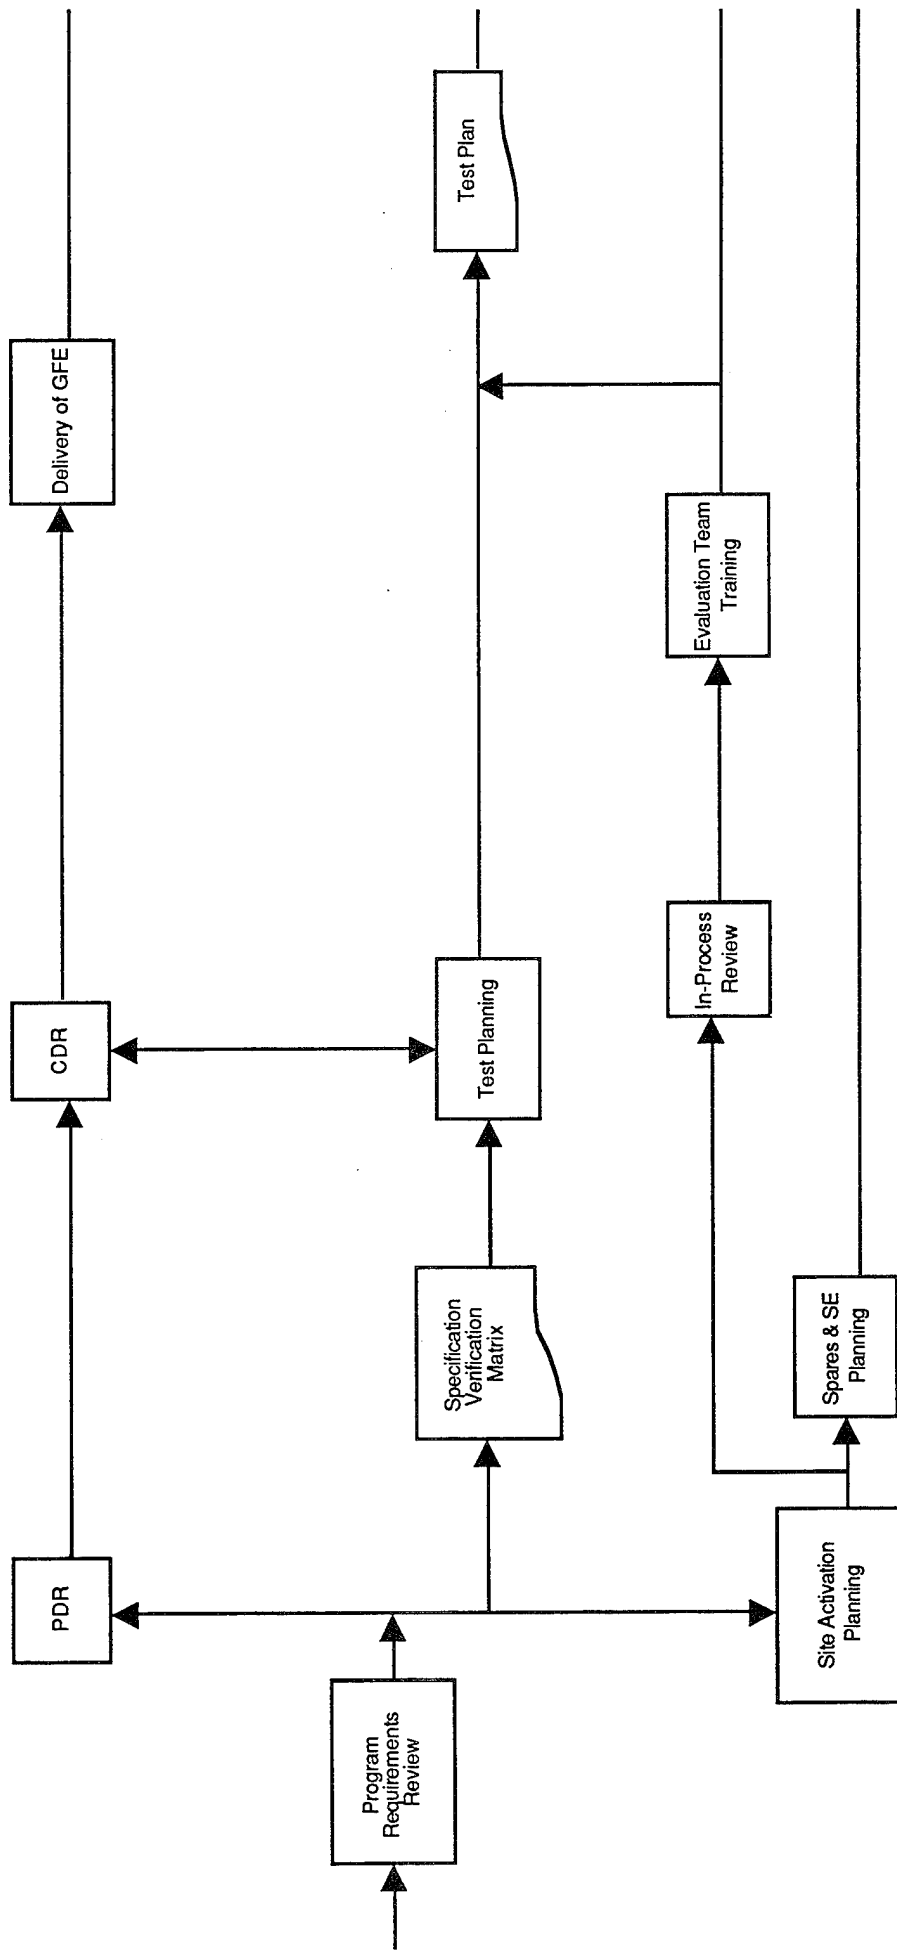 Program
Requirements
Review
PDR
CDR
Delivery of GFE
Specification
Verification
Matrix
Test Planning
Test Plan
Site Activation
Planning
In-Process
Review
Evaluation Team
Training
Spares & SE
Planning